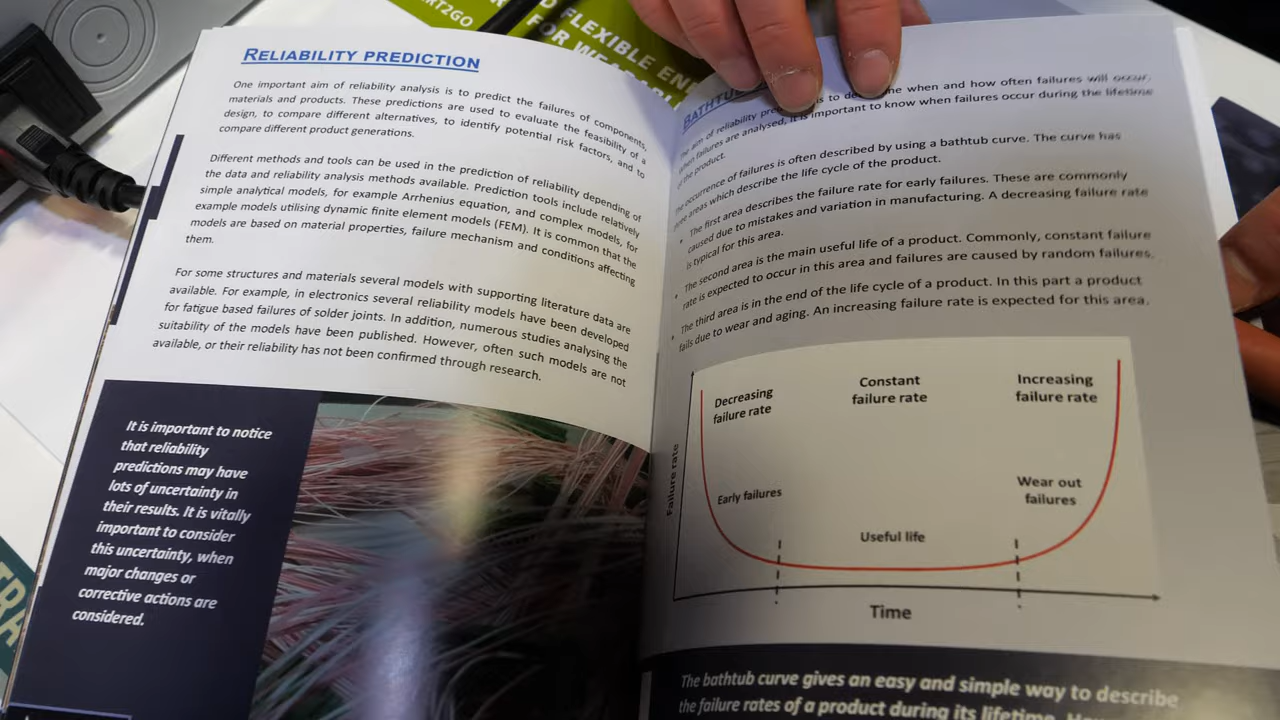 RT2GO
FLEXIBLE EN
FOR WE
RELIABILITY PREDICTION
One important aim of reliability analysis is to predict the failures of components,
materials and products. These predictions are used to evaluate the feasibility of a
design, to compare different alternatives, to identify potential risk factors, and to
compare different product generations.
Different methods and tools can be used in the prediction of reliability depending of
the data and reliability analysis methods available. Prediction tools include relatively
simple analytical models, for example Arrhenius equation, and complex models, for
example models utilising dynamic finite element models (FEM). It is common that the
models are based on material properties, failure mechanism and conditions affecting
them.
For some structures and materials several models with supporting literature data are
available. For example, in electronics several reliability models have been developed
for fatigue based failures of solder joints. In addition, numerous studies analysing the
suitability of the models have been published. However, often such models are not
available, or their reliability has not been confirmed through research.
It is important to notice
that reliability
predictions may have
lots of uncertainty in
their results. It is vitally
important to consider
this uncertainty, when
major changes or
corrective actions are
considered.
BATHTU
The aim of reliability pre is to de ne when and how often failures will occur.
When failures are analysed, it is important to know when failures occur during the lifetime
of the product.
occurrence of failures is often described by using a bathtub curve. The curve has
three areas which describe the life cycle of the product.
• The first area describes the failure rate for early failures. These are commonly
caused due to mistakes and variation in manufacturing. A decreasing failure rate
is typical for this area.
• The second area is the main useful life of a product. Commonly, constant failure
rate is expected to occur in this area and failures are caused by random failures.
• The third area is in the end of the life cycle of a product. In this part a product
fails due to wear and aging. An increasing failure rate is expected for this area.
Decreasing
failure rate
Constant
failure rate
Increasing
failure rate
Failure rate
Early failures
Wear out
failures
Useful life
Time
The bathtub curve gives an easy and simple way to describe
the failure rates of a product during its lifetime.